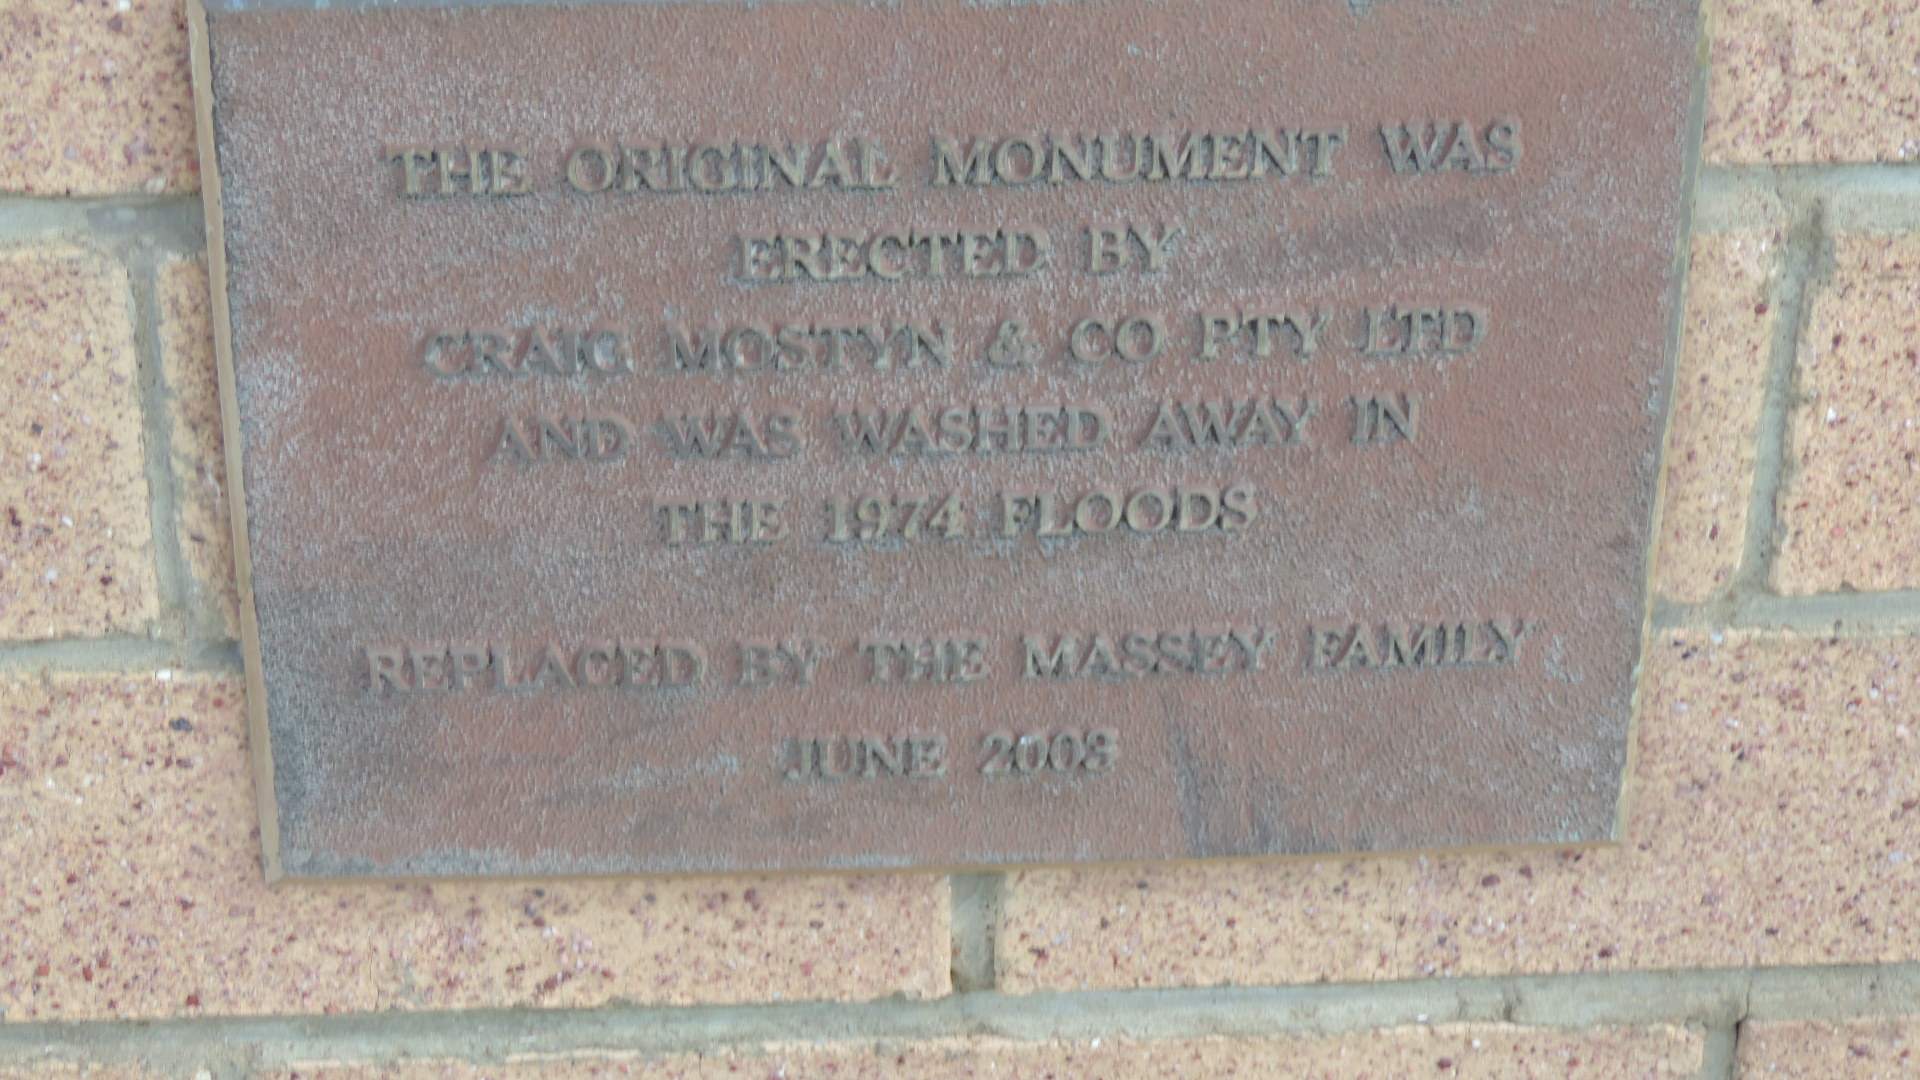 THE ORIGINAL MONUMENT WAS
ERECTED BY
CRAIG MOSTYN & CO PTY LTD
AND WAS WASHED AWAY IN
THE 1974 FLOODS
REPLACED BY THE MASSEY FAMILY
JUNE 2008